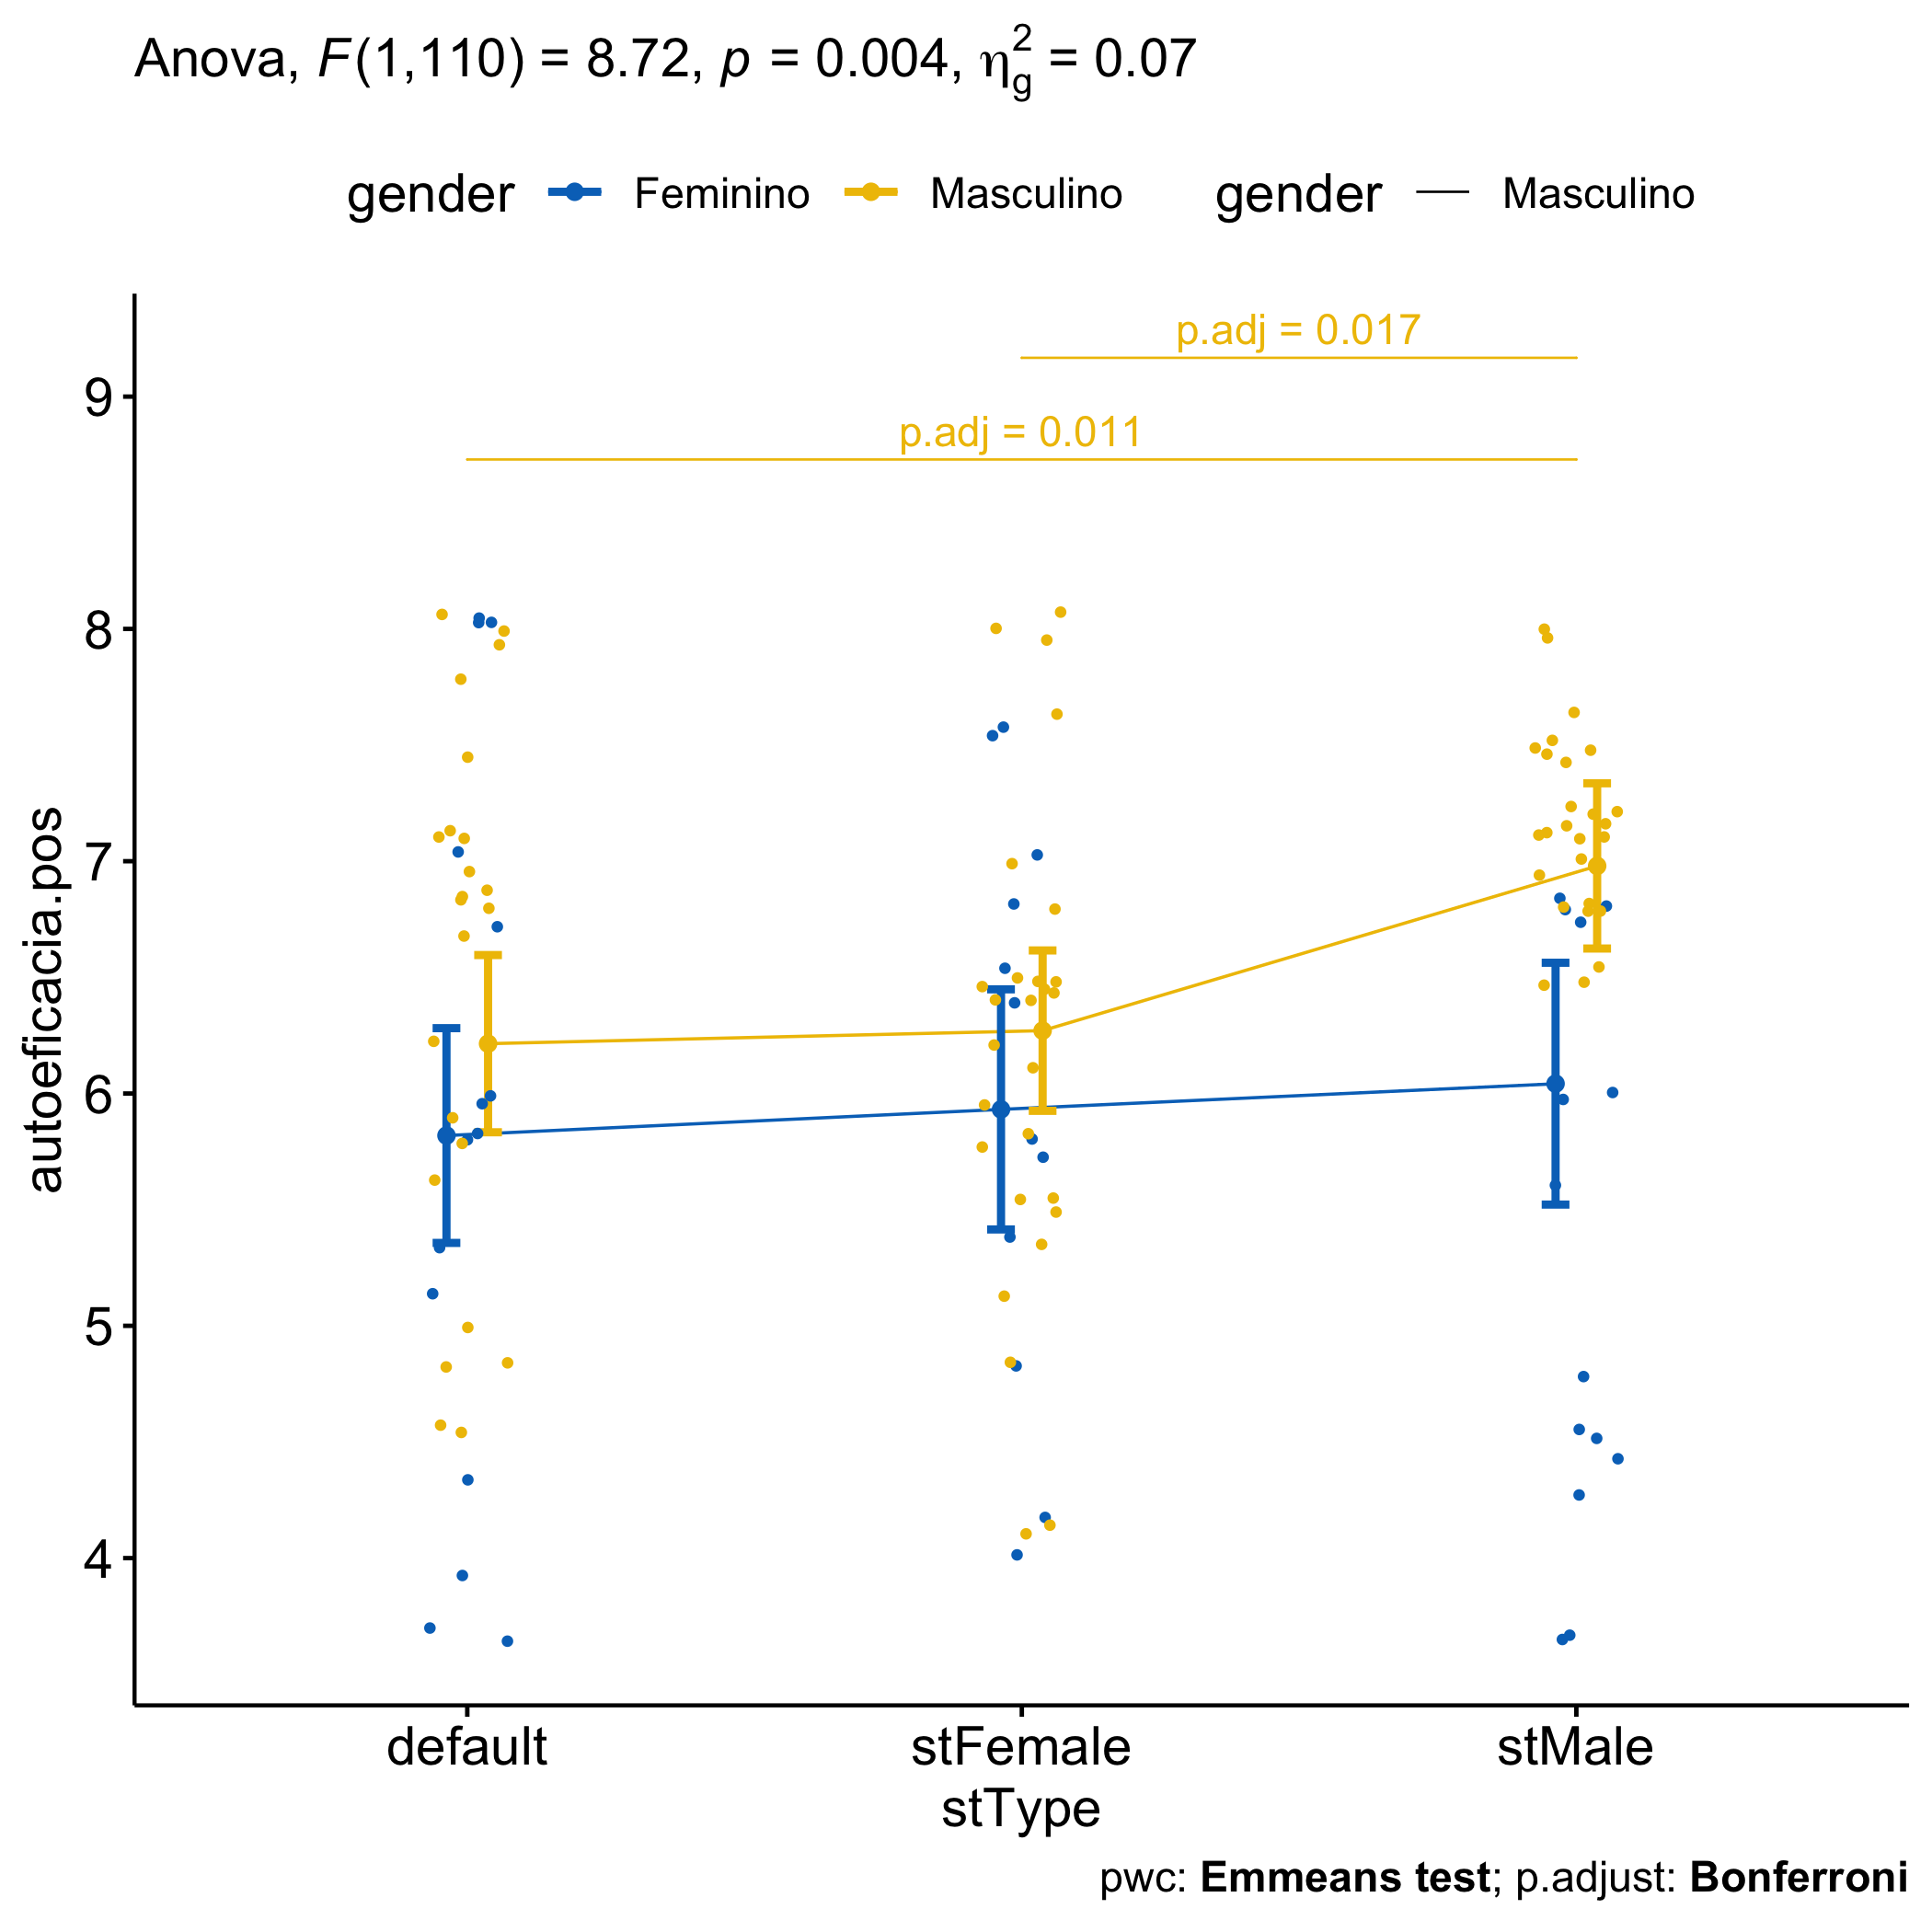 Anova, F(1,110) = 8.72, p = 0.004, η²g = 0.07
gender Feminino Masculino gender Masculino
p.adj = 0.017
p.adj = 0.011
9
8
7
6
5
4
autoeficacia.pos
default stFemale stMale
stType
pwc: Emmeans test; p.adjust: Bonferroni